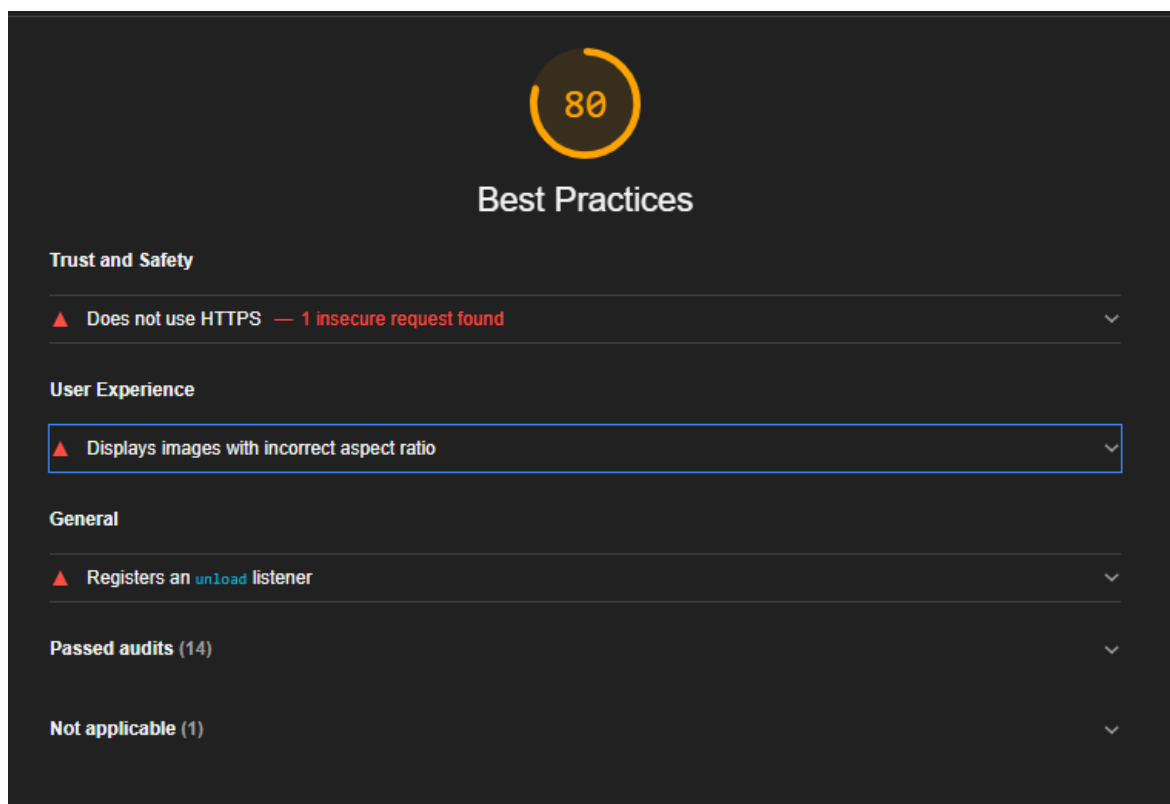 80
Best Practices
Trust and Safety
Does not use HTTPS — 1 insecure request found
User Experience
Displays images with incorrect aspect ratio
General
Registers an unload listener
Passed audits (14)
Not applicable (1)